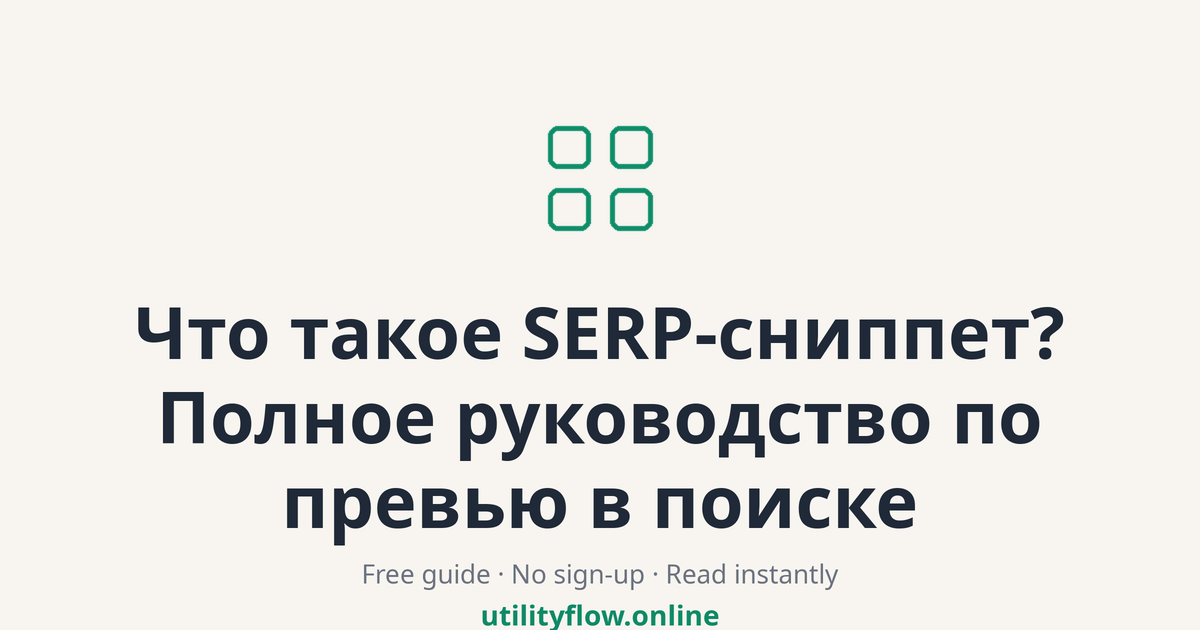 Что такое SERP-сниппет?
Полное руководство по
превью в поиске
Free guide · No sign-up · Read instantly
utilityflow.online